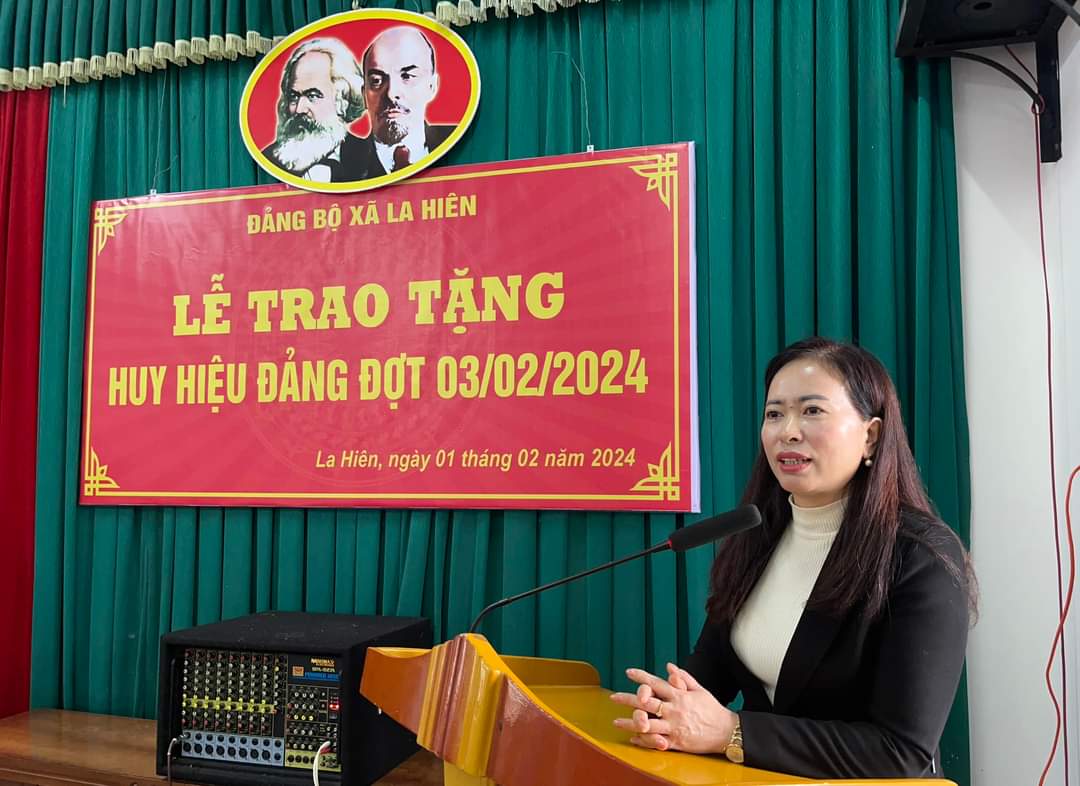 ĐẢNG BỘ XÃ LA HIÊN
LỄ TRAO TẶNG
HUY HIỆU ĐẢNG ĐỢT 03/02/2024
La Hiên, ngày 01 tháng 02 năm 2024